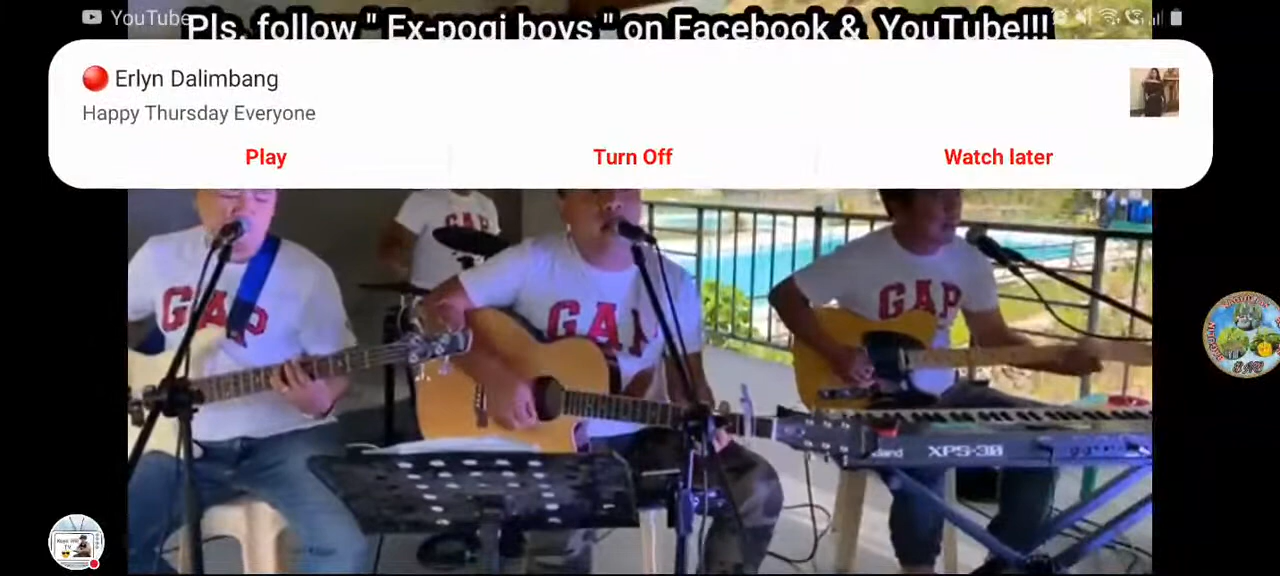 YouTube
Pls. follow " Ex-pogi boys " on Facebook & YouTube!!!
Erlyn Dalimbang
Happy Thursday Everyone
Play
Turn Off
Watch later
GAP
GAP
GAP
GAP
XPS-30
TV